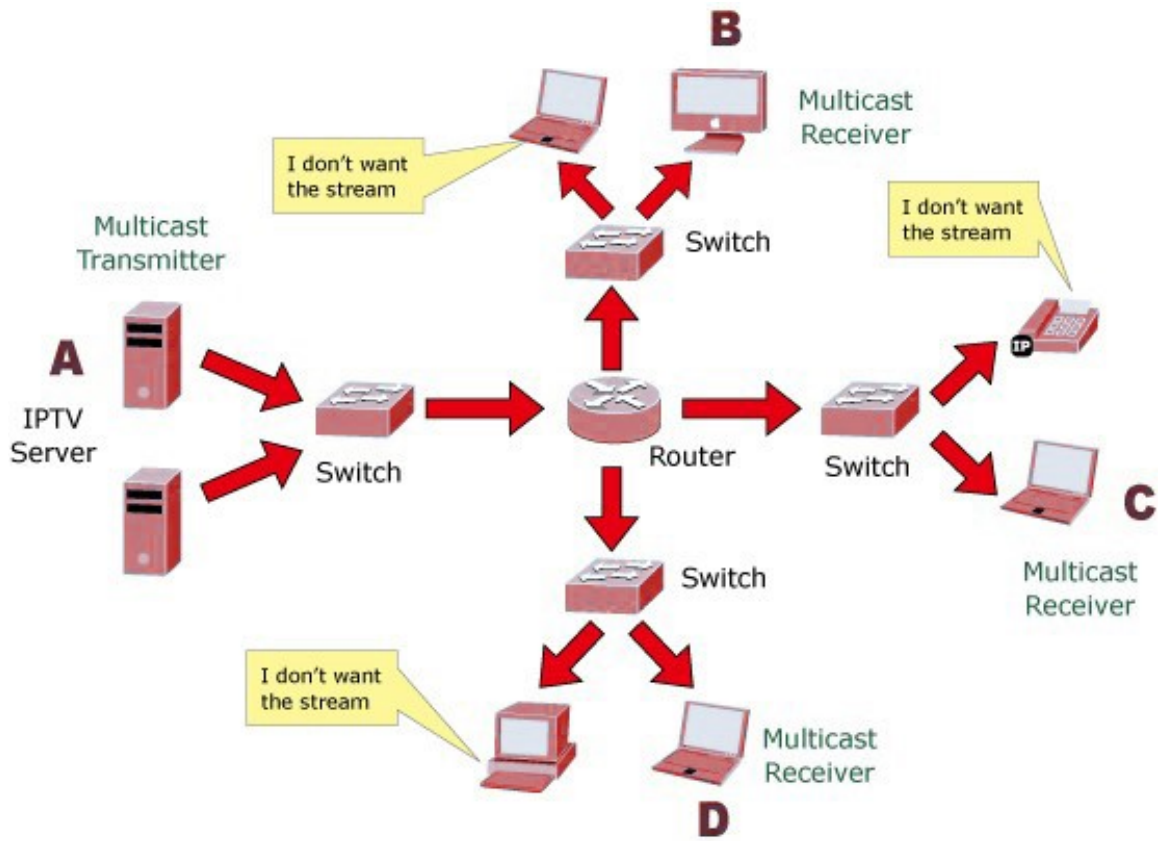 B
Multicast
Receiver
I don't want
the stream
I don't want
the stream
Switch
Multicast
Transmitter
A
IPTV
Server
IP
Switch
Router
Switch
C
Multicast
Receiver
Switch
I don't want
the stream
Multicast
Receiver
D